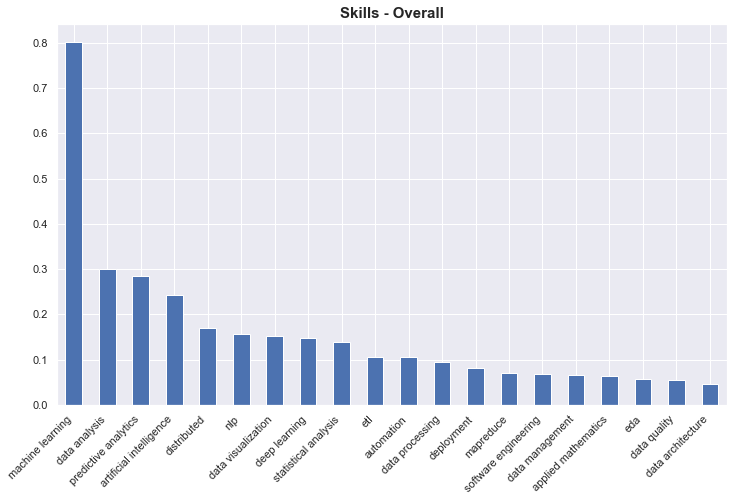 Skills - Overall
0.8
0.7
0.6
0.5
0.4
0.3
0.2
0.1
0.0
machine learning
data analysis
predictive analytics
artificial intelligence
distributed
nlp
data visualization
deep learning
statistical analysis
etl
automation
data processing
deployment
mapreduce
software engineering
data management
applied mathematics
eda
data quality
data architecture